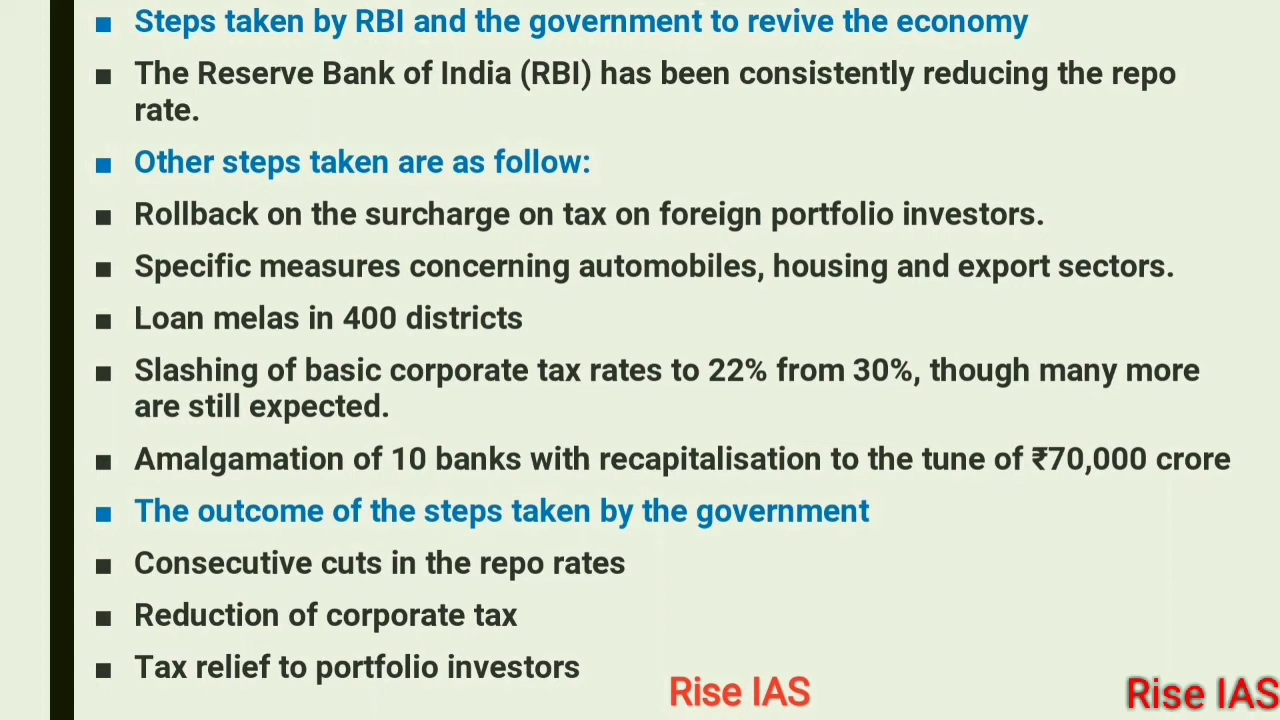 Steps taken by RBI and the government to revive the economy
The Reserve Bank of India (RBI) has been consistently reducing the repo
rate.
Other steps taken are as follow:
Rollback on the surcharge on tax on foreign portfolio investors.
Specific measures concerning automobiles, housing and export sectors.
Loan melas in 400 districts
Slashing of basic corporate tax rates to 22% from 30%, though many more
are still expected.
Amalgamation of 10 banks with recapitalisation to the tune of ₹70,000 crore
The outcome of the steps taken by the government
Consecutive cuts in the repo rates
Reduction of corporate tax
Tax relief to portfolio investors
Rise IAS
Rise IAS